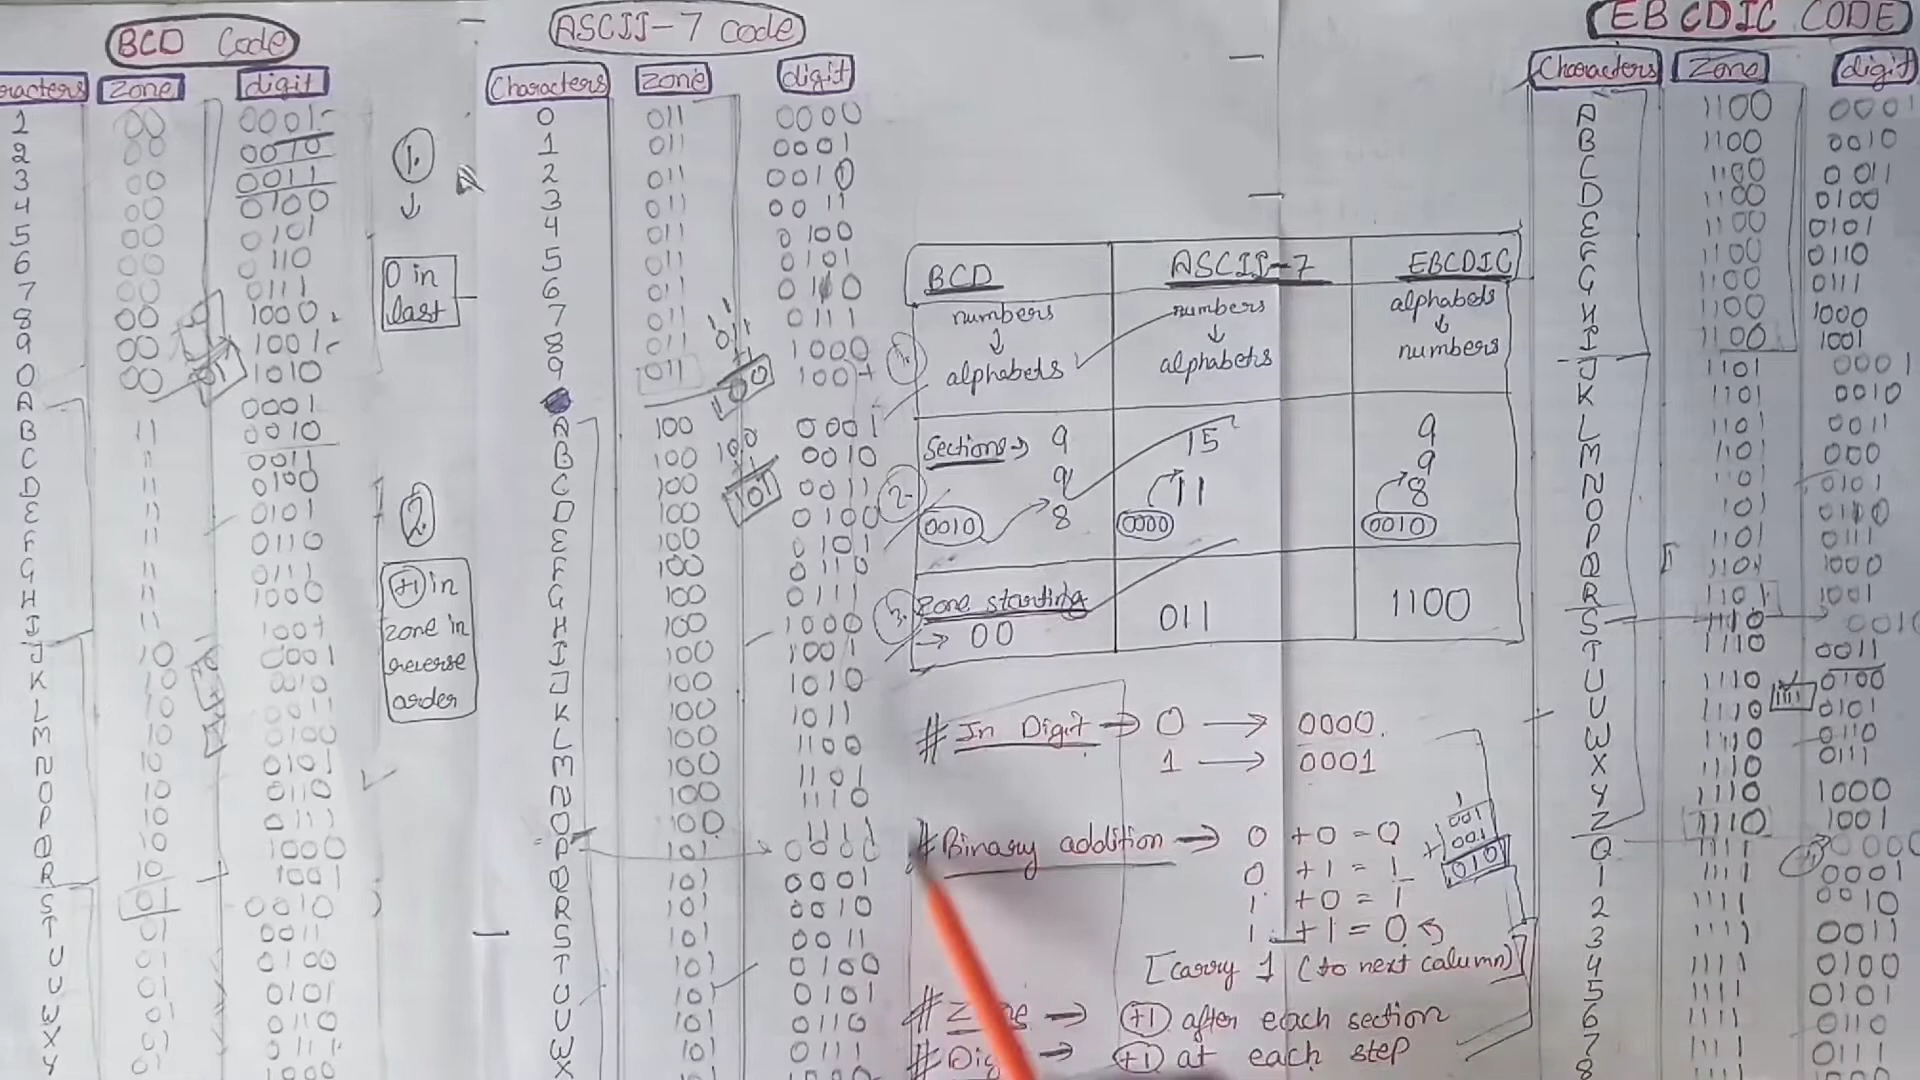 BCD Code
zone digit
1 00 0001
2 00 0010
3 00 0011
4 00 0100
5 00 0101
6 00 0110
7 00 0111
8 00 1000
9 00 1001
0 00 1010
A 0001
B 11 0010
C 11 0011
D 11 0100
E 11 0101
F 11 0110
G 11 0111
H 11 1000
I 11 1001
J 10 0001
K 10 0010
L 10 0011
M 10 0100
N 10 0101
O 10 0110
P 10 0111
Q 10 1000
R 10 1001
S 01 0010
T 01 0011
U 01 0100
V 01 0101
W 01 0110
X 01 0111
Y 01
1.
0 in
last
2.
+1 in
zone in
reverse
order
ASCII-7 Code
Characters zone digit
0 011 0000
1 011 0001
2 011 0010
3 011 0011
4 011 0100
5 011 0101
6 011 0110
7 011 0111
8 011 1000
9 011 1001
A 100 0001
B 100 0010
C 100 0011
D 100 0100
E 100 0101
F 100 0110
G 100 0111
H 100 1000
I 100 1001
J 100 1010
K 100 1011
L 100 1100
M 100 1101
N 100 1110
O 100 1111
P 101 0000
Q 101 0001
R 101 0010
S 101 0011
T 101 0100
U 101 0101
V 101 0110
W 101 0111
X 101
BCD ASCII-7 EBCDIC
1. numbers numbers alphabets
alphabets alphabets numbers
2. Sections 9 15 9
9 11 9
0010 8 0000 8
0010
3. Zone starting
00 011 1100
# In Digit → 0 → 0000
1 → 0001
# Binary addition → 0 + 0 = 0
0 + 1 = 1
1 + 0 = 1
1 + 1 = 0
[carry 1 (to next calumn)]
→ +1 after each section
→ +1 at each step
EBCDIC CODE
Characters Zone digit
A 1100 0001
B 1100 0010
C 1100 0011
D 1100 0100
E 1100 0101
F 1100 0110
G 1100 0111
H 1100 1000
I 1100 1001
J 1101 0001
K 1101 0010
L 1101 0011
M 1101 000
N 1101 0101
O 1101 0110
P 1101 0111
Q 1101 1000
R 1101 1001
S 1110 0010
T 1110 0011
U 1110 0100
V 1110 0101
W 1110 0110
X 1110 0111
Y 1110 1000
Z 1110 1001
0 1111 0000
1 1111 0001
2 1111 0010
3 1111 0011
4 1111 0100
5 1111 0101
6 1111 0110
7 1111 0111
8